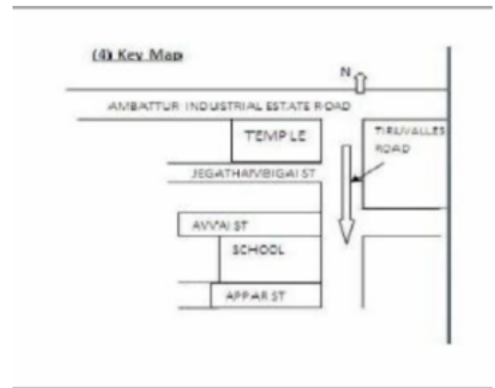 (4) Key Map
N
AMBATTUR INDUSTRIAL ESTATE ROAD
TEMPLE
TIRUVALLES
ROAD
JEGATHAMBIGAI ST
AVVAI ST
SCHOOL
APPAR ST